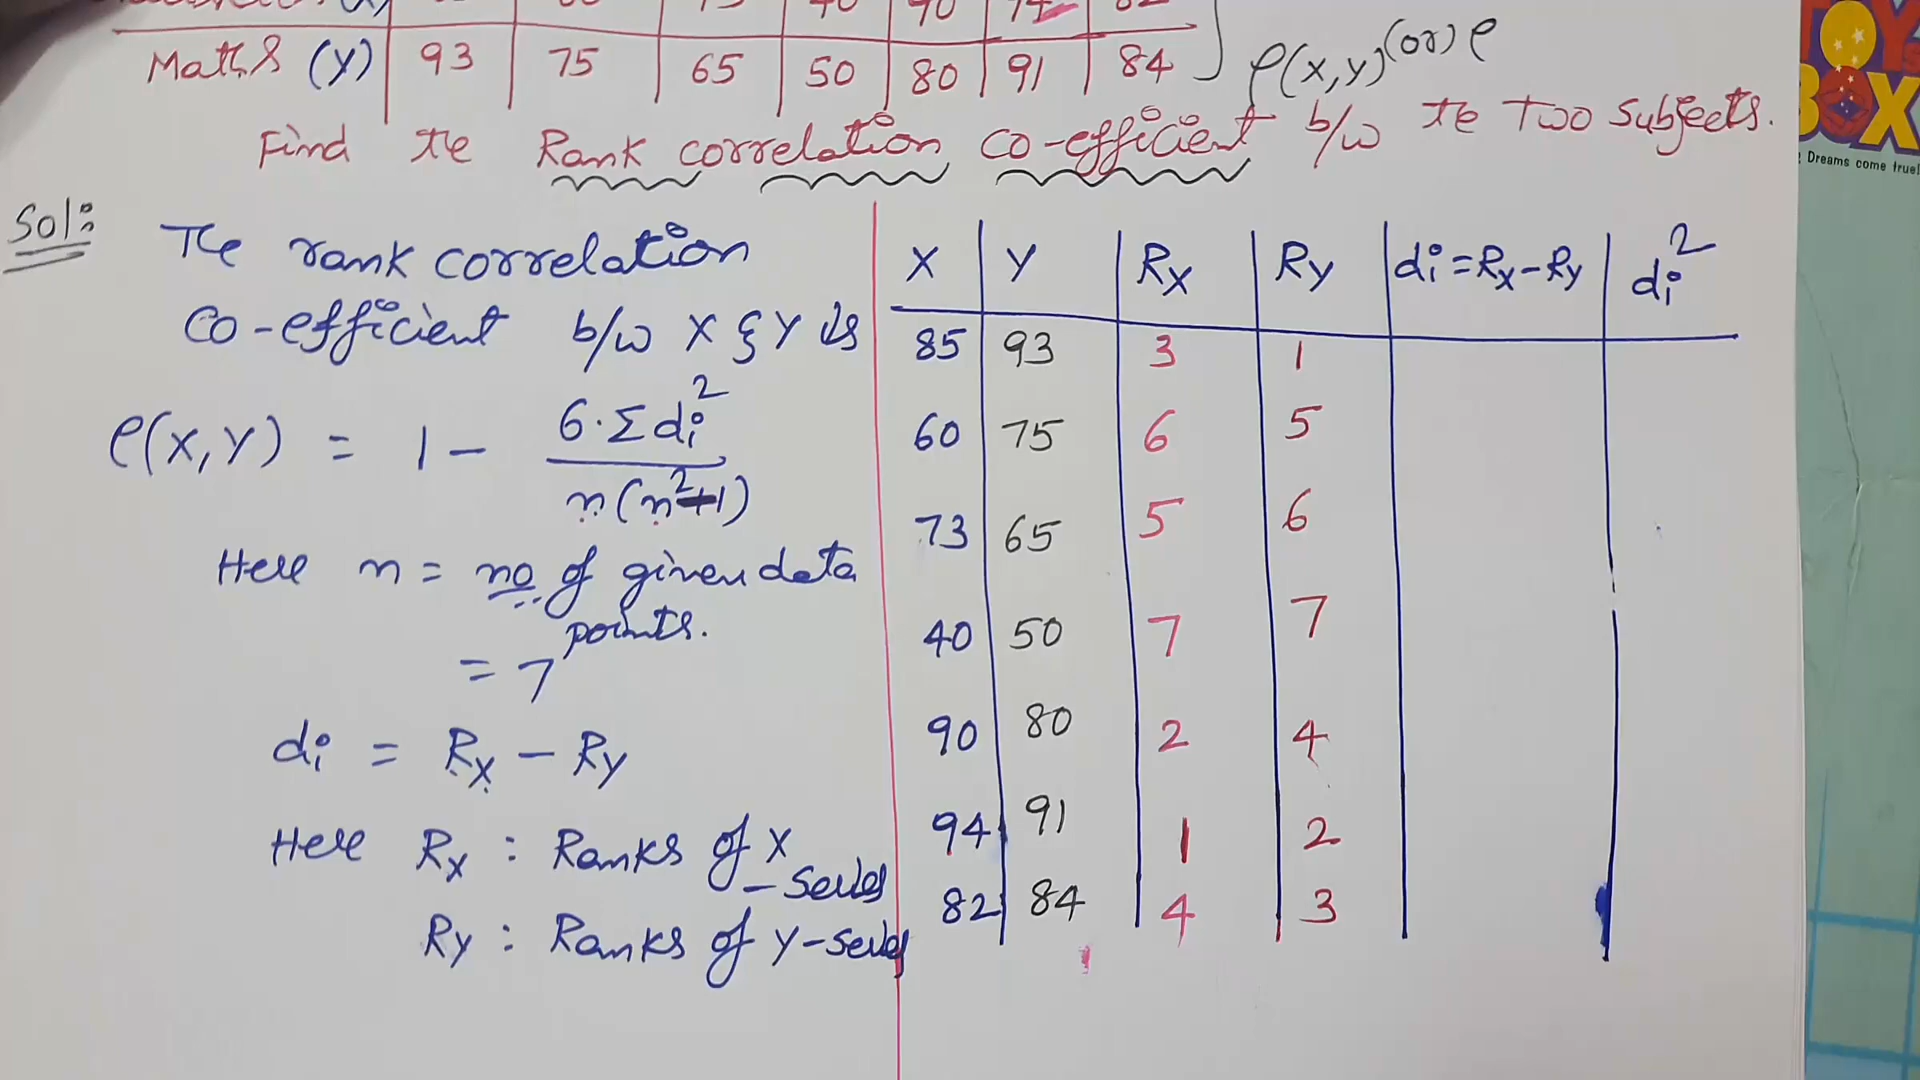 Maths (Y) 93 75 65 50 80 91 84
ρ(X,Y) (or) ρ
Find the Rank correlation co-efficient b/w the Two Subjects.
TOY
BOX
Dreams come true!
Sol:
The rank correlation
co-efficient b/w X & Y is
ρ(X,Y) = 1 - 6·Σdi² / n(n²-1)
Here n = no of given data
points.
= 7
di = Rx - Ry
Here Rx : Ranks of X
- Series
Ry : Ranks of Y-series
X Y Rx Ry di=Rx-Ry di²
85 93 3 1
60 75 6 5
73 65 5 6
40 50 7 7
90 80 2 4
94 91 1 2
82 84 4 3